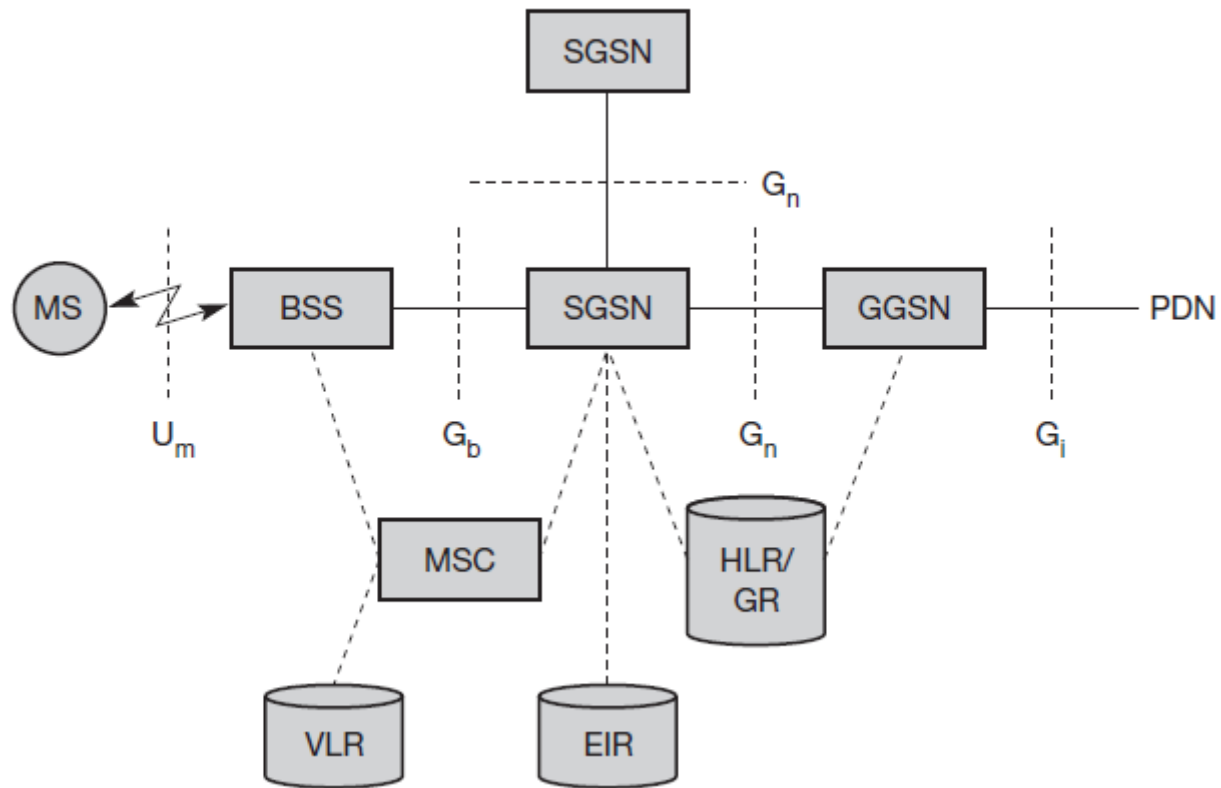 SGSN
Gn
MS
BSS
SGSN
GGSN
PDN
Um
Gb
Gn
Gi
MSC
HLR/
GR
VLR
EIR